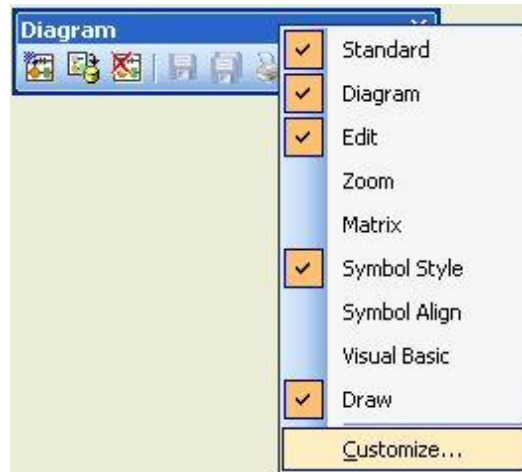 Diagram
Standard
Diagram
Edit
Zoom
Matrix
Symbol Style
Symbol Align
Visual Basic
Draw
Customize...